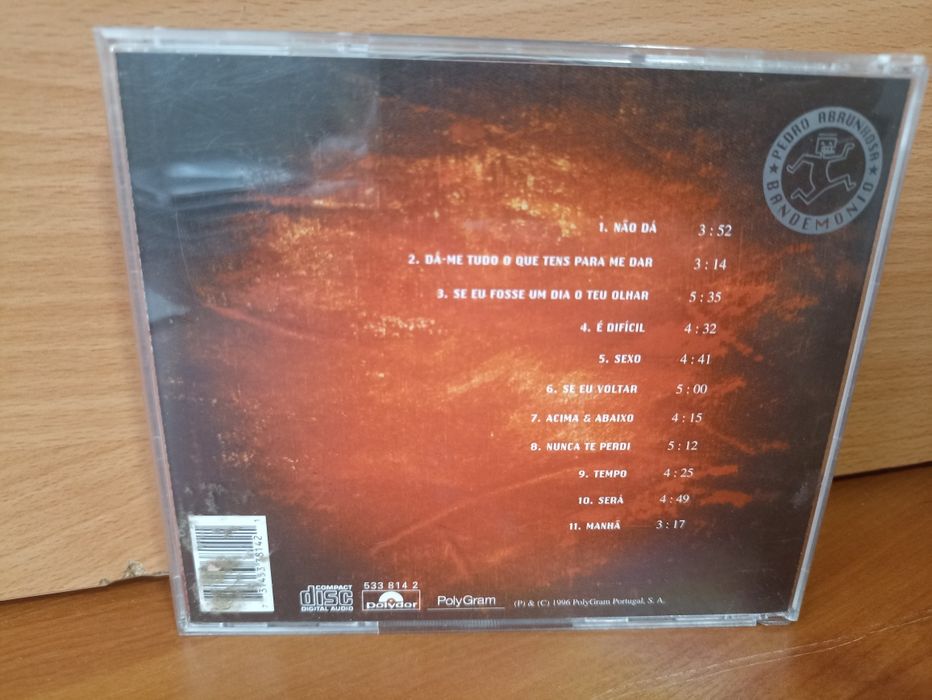 PEDRO ABRUNHOSA
BANDEMÓNIO
1. NÃO DÁ 3:52
2. DÁ-ME TUDO O QUE TENS PARA ME DAR 3:14
3. SE EU FOSSE UM DIA O TEU OLHAR 5:35
4. É DIFÍCIL 4:32
5. SEXO 4:41
6. SE EU VOLTAR 5:00
7. ACIMA & ABAIXO 4:15
8. NUNCA TE PERDI 5:12
9. TEMPO 4:25
10. SERÁ 4:49
11. MANHÃ 3:17
COMPACT
disc
DIGITAL AUDIO
533 814 2
polydor
PolyGram
(P) & (C) 1996 PolyGram Portugal, S. A.